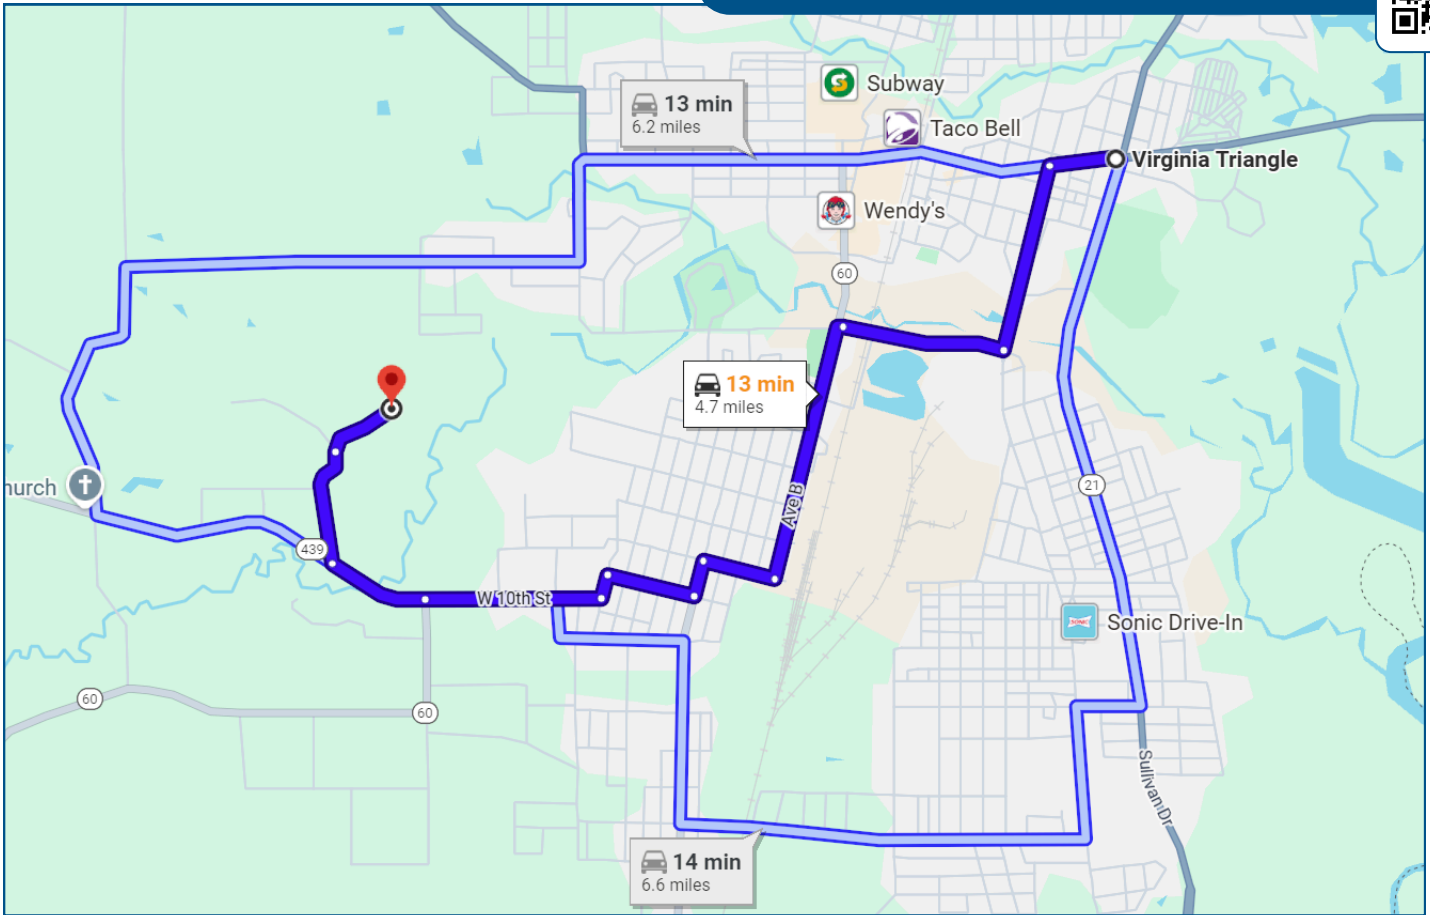 Subway
13 min
6.2 miles
Taco Bell
Virginia Triangle
Wendy's
60
13 min
4.7 miles
21
hurch
Ave B
439
W 10th St
Sonic Drive-In
60
60
Sullivan Dr
14 min
6.6 miles